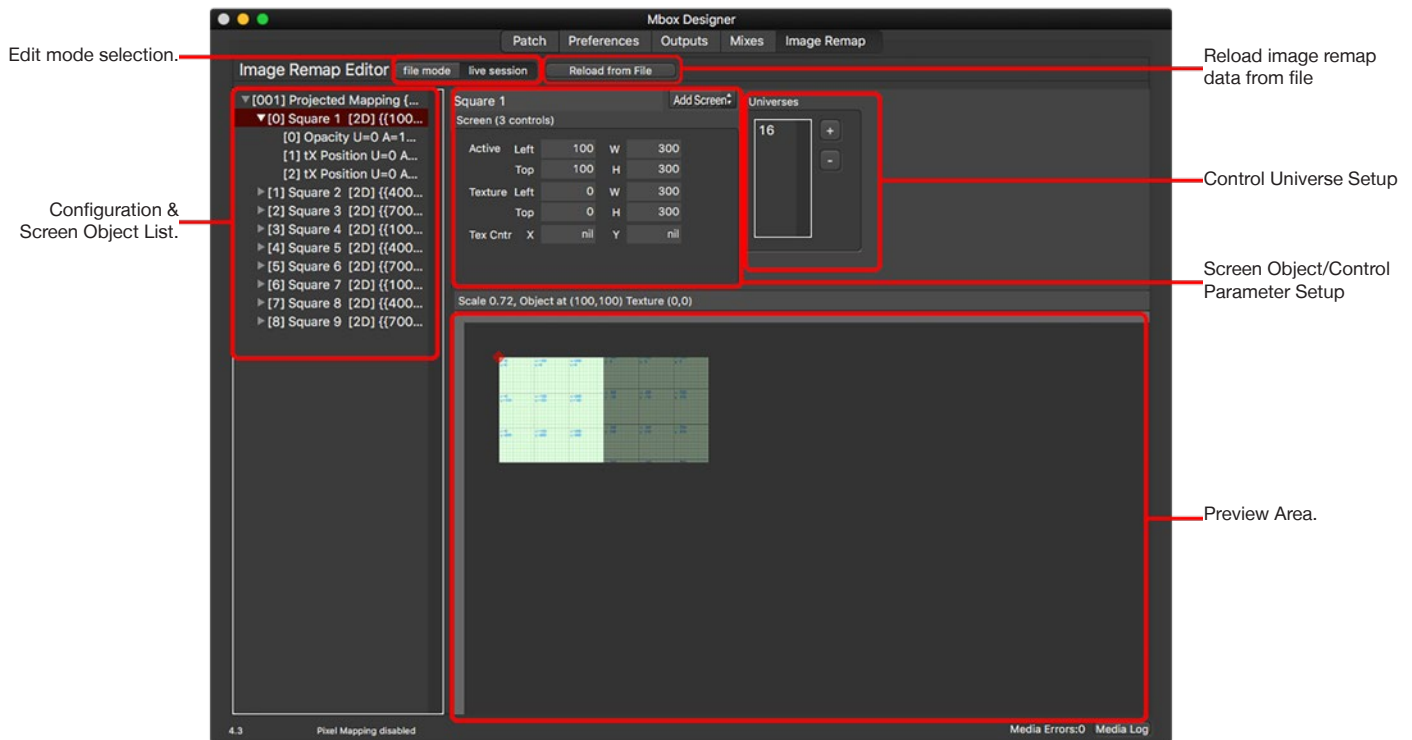 Mbox Designer
Patch Preferences Outputs Mixes Image Remap
Edit mode selection.
Image Remap Editor file mode live session Reload from File
Reload image remap
data from file
[001] Projected Mapping {...
[0] Square 1 [2D] {{100...
[0] Opacity U=0 A=1...
[1] tX Position U=0 A...
[2] tX Position U=0 A...
[1] Square 2 [2D] {{400...
[2] Square 3 [2D] {{700...
[3] Square 4 [2D] {{100...
[4] Square 5 [2D] {{400...
[5] Square 6 [2D] {{700...
[6] Square 7 [2D] {{100...
[7] Square 8 [2D] {{400...
[8] Square 9 [2D] {{700...
Configuration &
Screen Object List.
Square 1 Add Screen
Screen (3 controls)
Active Left 100 W 300
Top 100 H 300
Texture Left 0 W 300
Top 0 H 300
Tex Cntr X nil Y nil
Universes
16 +
-
Control Universe Setup
Screen Object/Control
Parameter Setup
Scale 0.72, Object at (100,100) Texture (0,0)
Preview Area.
4.3 Pixel Mapping disabled Media Errors:0 Media Log